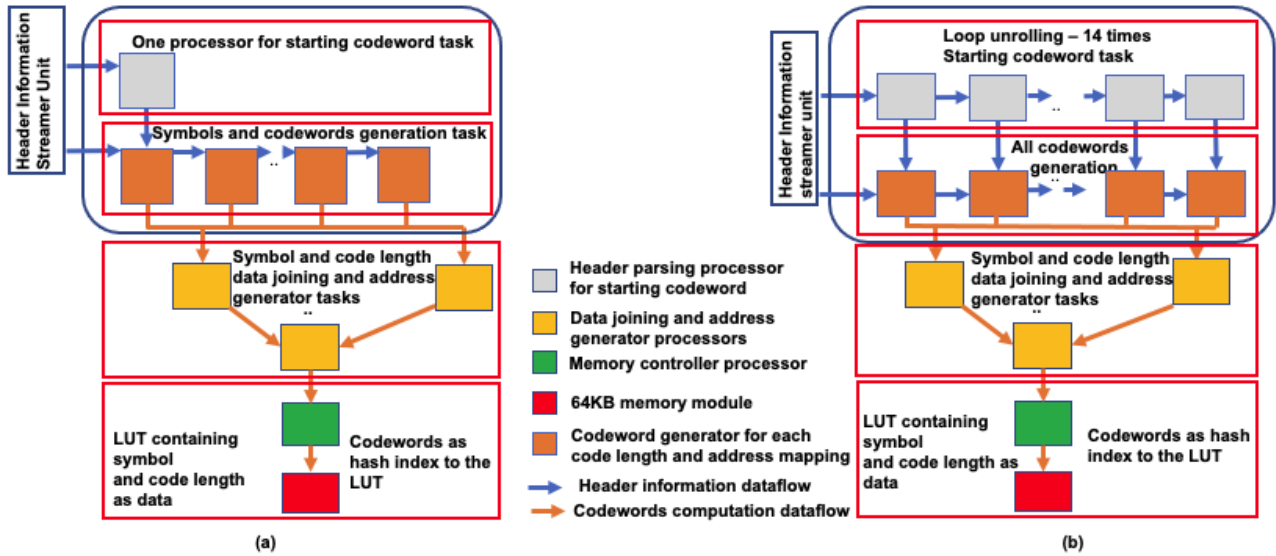 Header Information
Streamer Unit
One processor for starting codeword task
Symbols and codewords generation task
..
Symbol and code length
data joining and address
generator tasks
..
LUT containing
symbol
and code length
as data
Codewords as
hash index to the
LUT
(a)
Header parsing processor
for starting codeword
Data joining and address
generator processors
Memory controller processor
64KB memory module
Codeword generator for each
code length and address mapping
Header information dataflow
Codewords computation dataflow
Header Information
streamer unit
Loop unrolling – 14 times
Starting codeword task
..
All codewords
generation
..
Symbol and code length
data joining and address
generator tasks
..
LUT containing
symbol
and code length as
data
Codewords as hash
index to the LUT
(b)